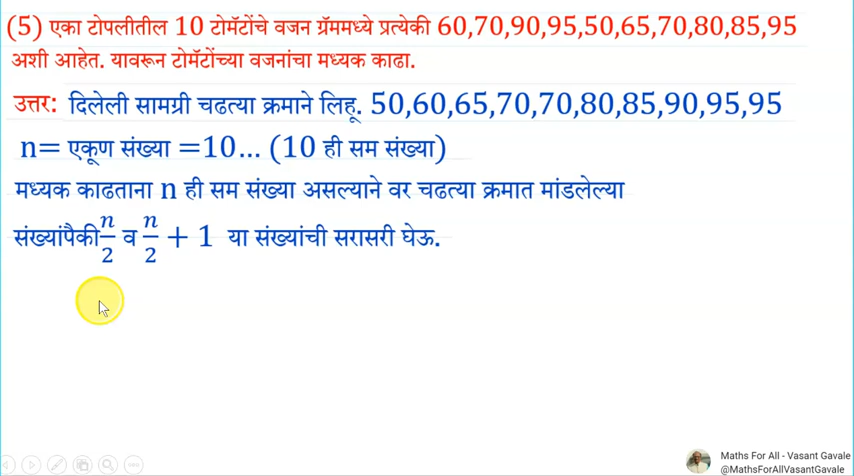 (5) एका टोपलीतील 10 टोमॅटोंचे वजन ग्रॅममध्ये प्रत्येकी 60,70,90,95,50,65,70,80,85,95
अशी आहेत. यावरून टोमॅटोंच्या वजनांचा मध्यक काढा.
उत्तर: दिलेली सामग्री चढत्या क्रमाने लिहू. 50,60,65,70,70,80,85,90,95,95
n= एकूण संख्या =10... (10 ही सम संख्या)
मध्यक काढताना n ही सम संख्या असल्याने वर चढत्या क्रमात मांडलेल्या
संख्यांपैकी n/2 व n/2 + 1 या संख्यांची सरासरी घेऊ.
Maths For All - Vasant Gavale
@MathsForAllVasantGavale